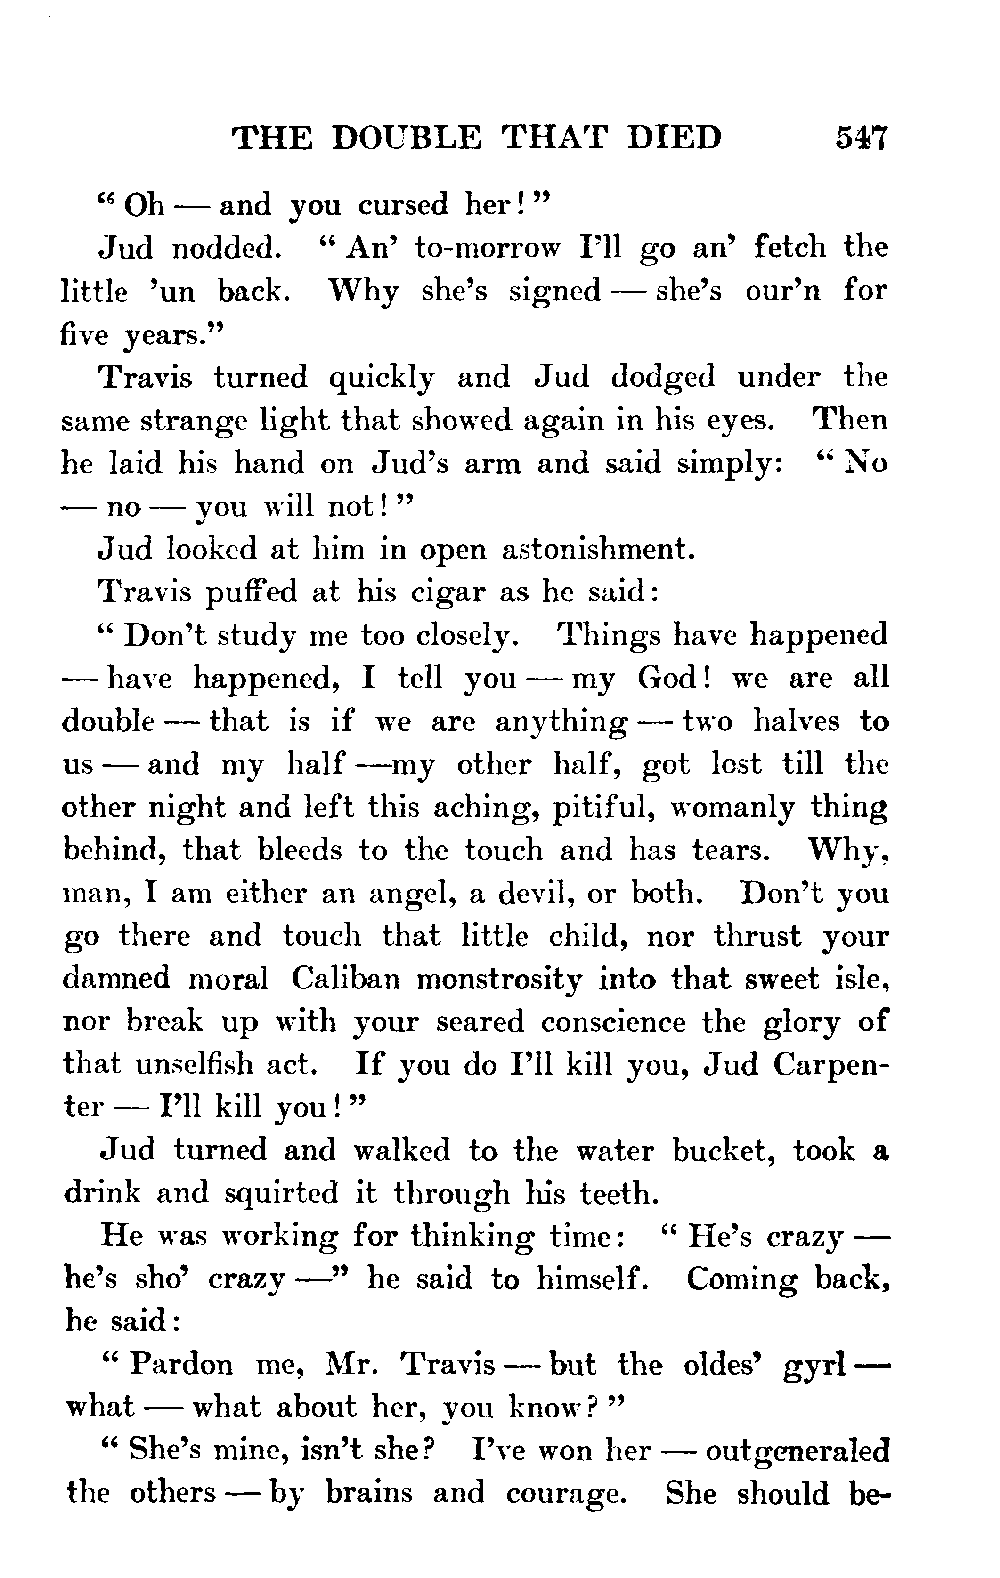 THE DOUBLE THAT DIED 547
“ Oh — and you cursed her! ”
Jud nodded. “ An’ to-morrow I’ll go an’ fetch the
little ’un back. Why she’s signed — she’s our’n for
five years.”
Travis turned quickly and Jud dodged under the
same strange light that showed again in his eyes. Then
he laid his hand on Jud’s arm and said simply: “ No
— no — you will not! ”
Jud looked at him in open astonishment.
Travis puffed at his cigar as he said:
“ Don’t study me too closely. Things have happened
— have happened, I tell you — my God! we are all
double — that is if we are anything — two halves to
us — and my half —my other half, got lost till the
other night and left this aching, pitiful, womanly thing
behind, that bleeds to the touch and has tears. Why,
man, I am either an angel, a devil, or both. Don’t you
go there and touch that little child, nor thrust your
damned moral Caliban monstrosity into that sweet isle,
nor break up with your seared conscience the glory of
that unselfish act. If you do I’ll kill you, Jud Carpen-
ter — I’ll kill you! ”
Jud turned and walked to the water bucket, took a
drink and squirted it through his teeth.
He was working for thinking time: “ He’s crazy —
he’s sho’ crazy —” he said to himself. Coming back,
he said:
“ Pardon me, Mr. Travis — but the oldes’ gyrl —
what — what about her, you know? ”
“ She’s mine, isn’t she? I’ve won her — outgeneraled
the others — by brains and courage. She should be-